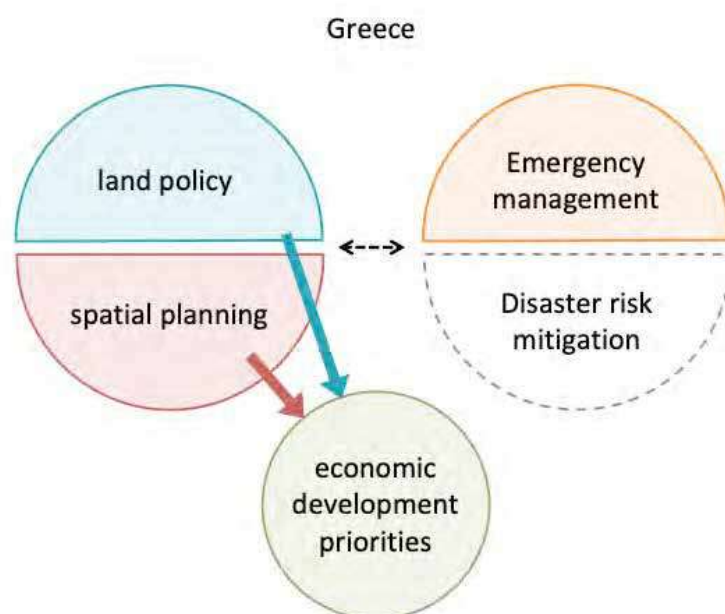 Greece
land policy
spatial planning
Emergency
management
Disaster risk
mitigation
economic
development
priorities